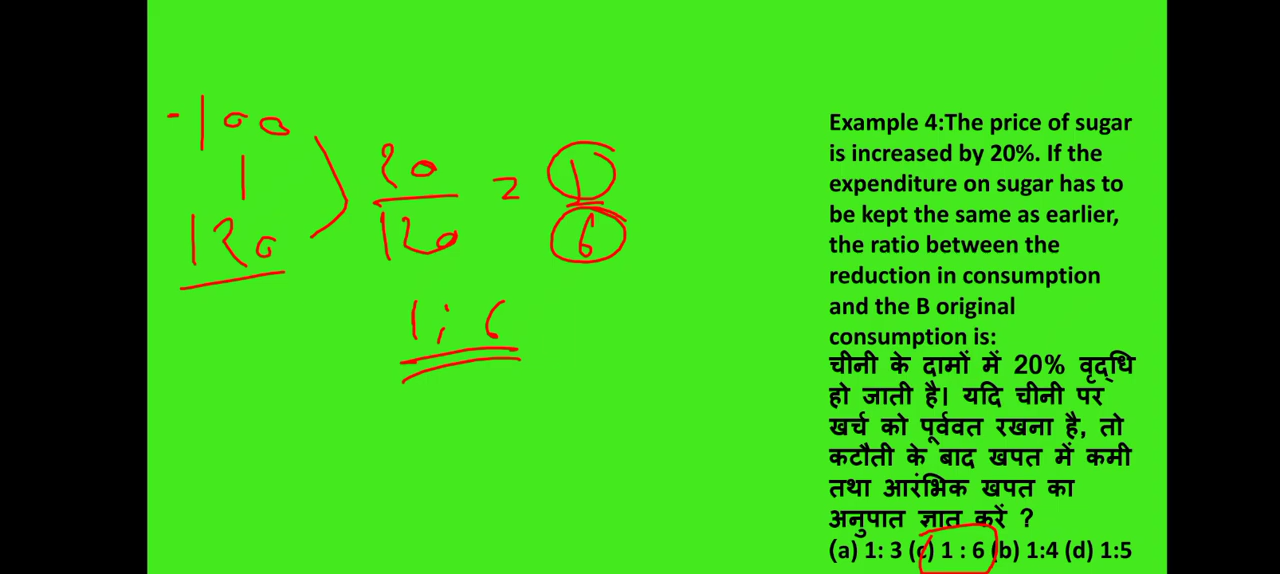 -100
1
120
20
120
= 1
6
1:6
Example 4:The price of sugar
is increased by 20%. If the
expenditure on sugar has to
be kept the same as earlier,
the ratio between the
reduction in consumption
and the B original
consumption is:
चीनी के दामों में 20% वृद्धि
हो जाती है। यदि चीनी पर
खर्च को पूर्ववत रखना है, तो
कटौती के बाद खपत में कमी
तथा आरंभिक खपत का
अनुपात ज्ञात करें ?
(a) 1: 3 (c) 1 : 6 (b) 1:4 (d) 1:5